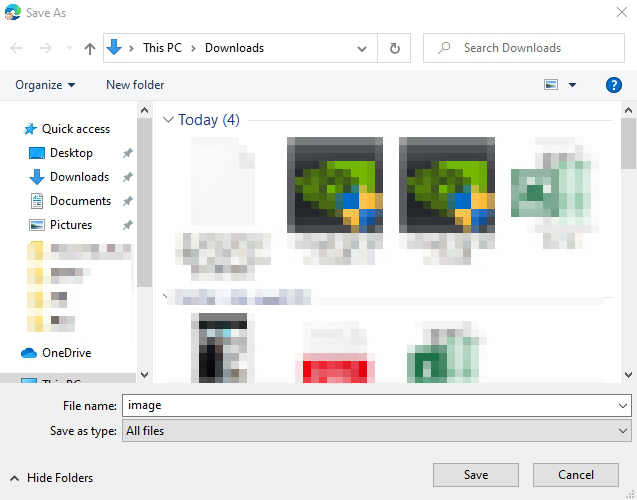 Save As
This PC > Downloads
Search Downloads
Organize
New folder
?
Quick access
Desktop
Downloads
Documents
Pictures
OneDrive
This PC
Today (4)
File name: image
Save as type: All files
Hide Folders
Save
Cancel